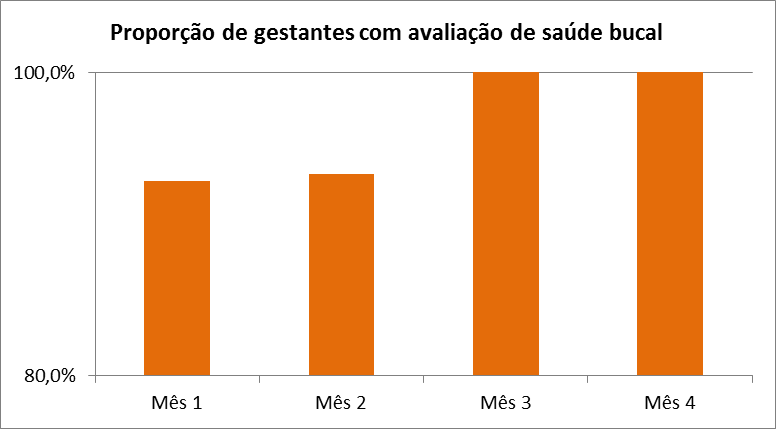 Proporção de gestantes com avaliação de saúde bucal
100,0%
80,0%
Mês 1
Mês 2
Mês 3
Mês 4